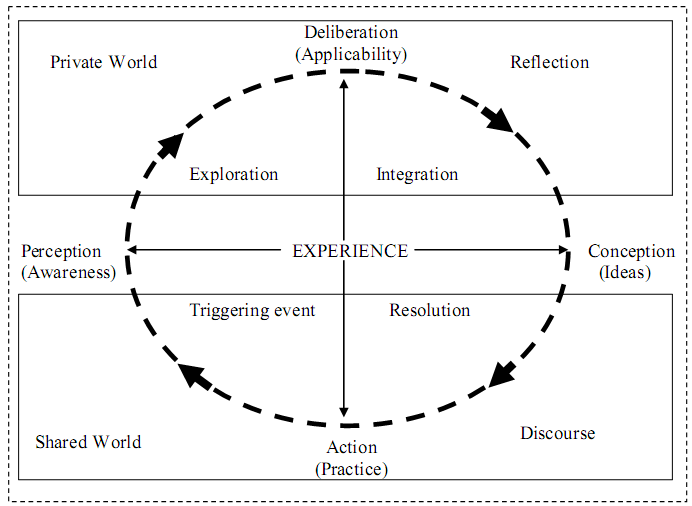 Deliberation
(Applicability)
Private World
Reflection
Exploration
Integration
Perception
(Awareness)
EXPERIENCE
Conception
(Ideas)
Triggering event
Resolution
Shared World
Action
(Practice)
Discourse